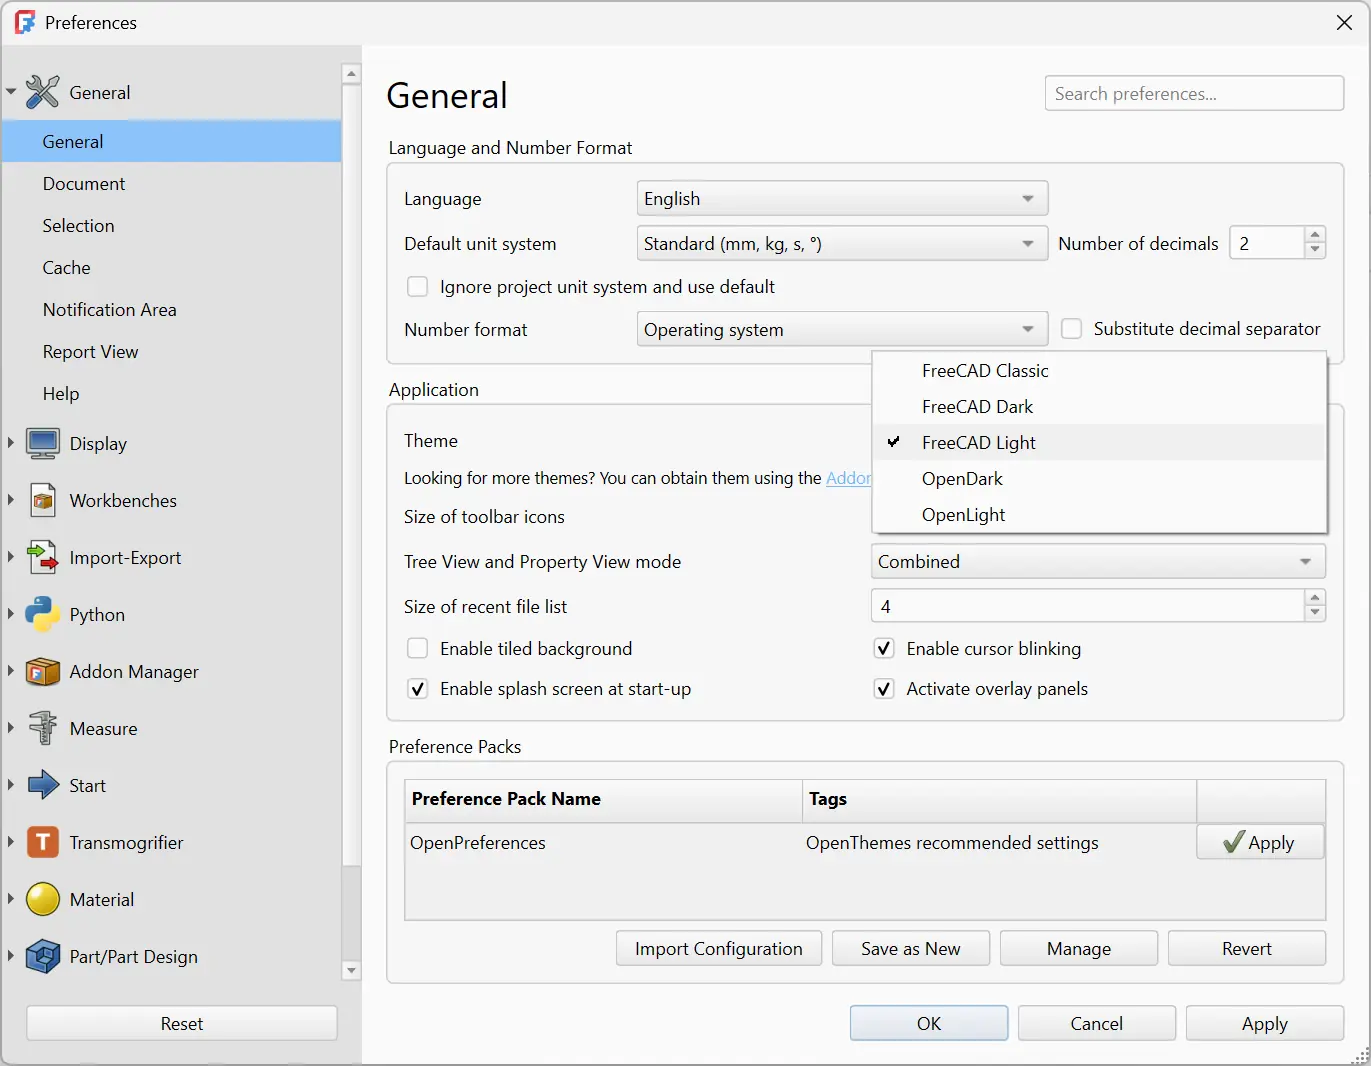 Preferences
General
General
Document
Selection
Cache
Notification Area
Report View
Help
Display
Workbenches
Import-Export
Python
Addon Manager
Measure
Start
T Transmogrifier
Material
Part/Part Design
Reset
General
Search preferences...
Language and Number Format
Language English
Default unit system Standard (mm, kg, s, °) Number of decimals 2
Ignore project unit system and use default
Number format Operating system Substitute decimal separator
Application
Theme
FreeCAD Classic
FreeCAD Dark
FreeCAD Light
OpenDark
OpenLight
Looking for more themes? You can obtain them using the
Size of toolbar icons
Tree View and Property View mode Combined
Size of recent file list 4
Enable tiled background Enable cursor blinking
Enable splash screen at start-up Activate overlay panels
Preference Packs
Preference Pack Name Tags
OpenPreferences OpenThemes recommended settings Apply
Import Configuration Save as New Manage Revert
OK Cancel Apply